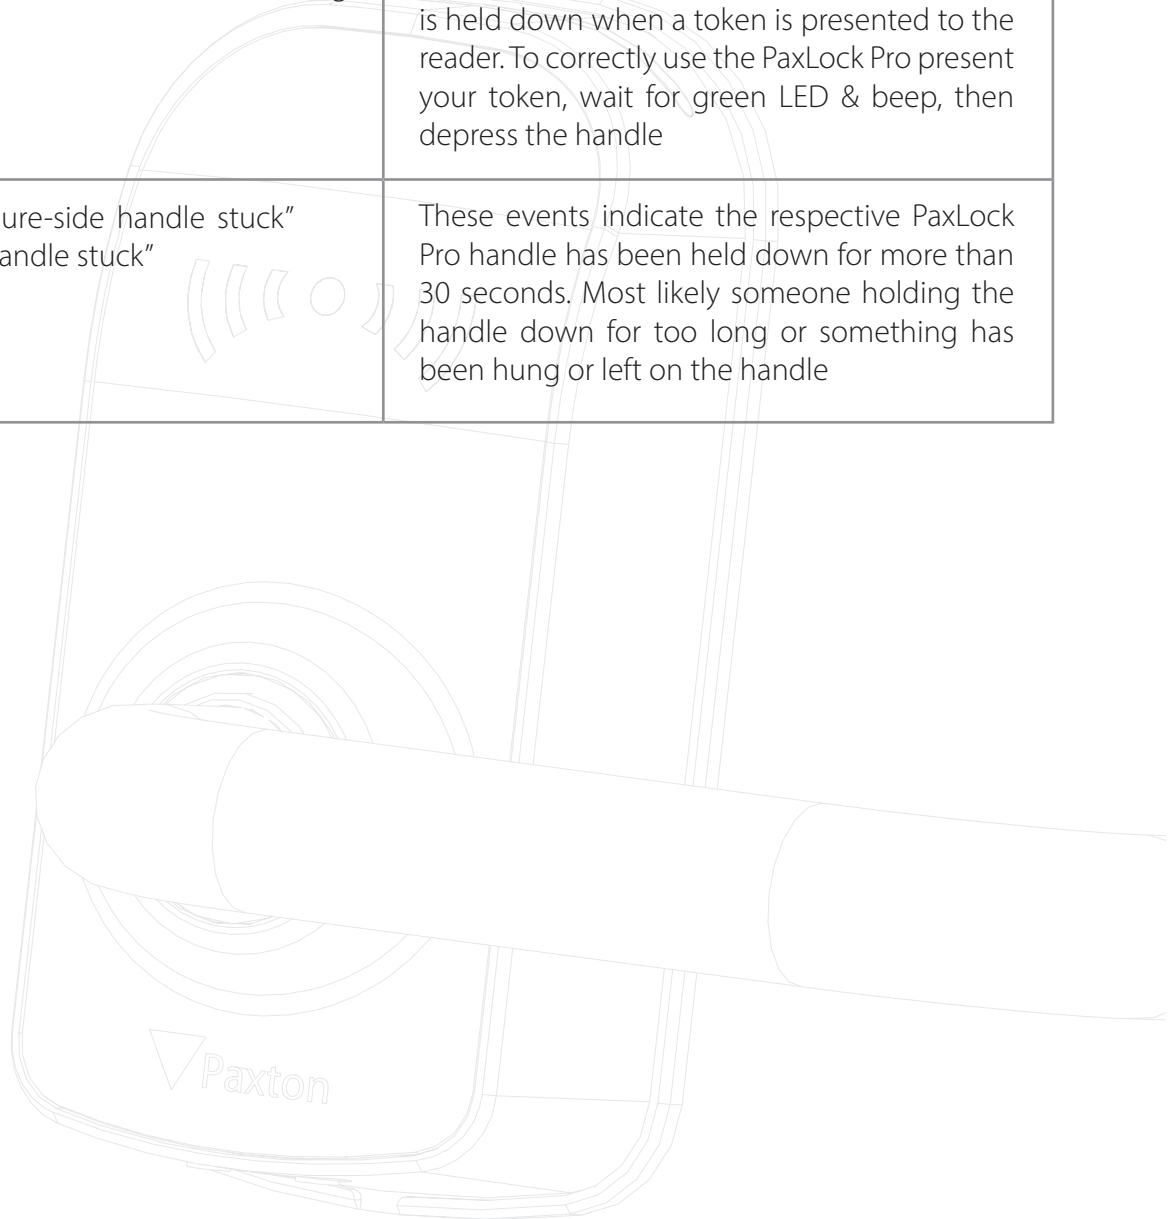 is held down when a token is presented to the
reader. To correctly use the PaxLock Pro present
your token, wait for green LED & beep, then
depress the handle
ure-side handle stuck”
andle stuck”
These events indicate the respective PaxLock
Pro handle has been held down for more than
30 seconds. Most likely someone holding the
handle down for too long or something has
been hung or left on the handle
Paxton